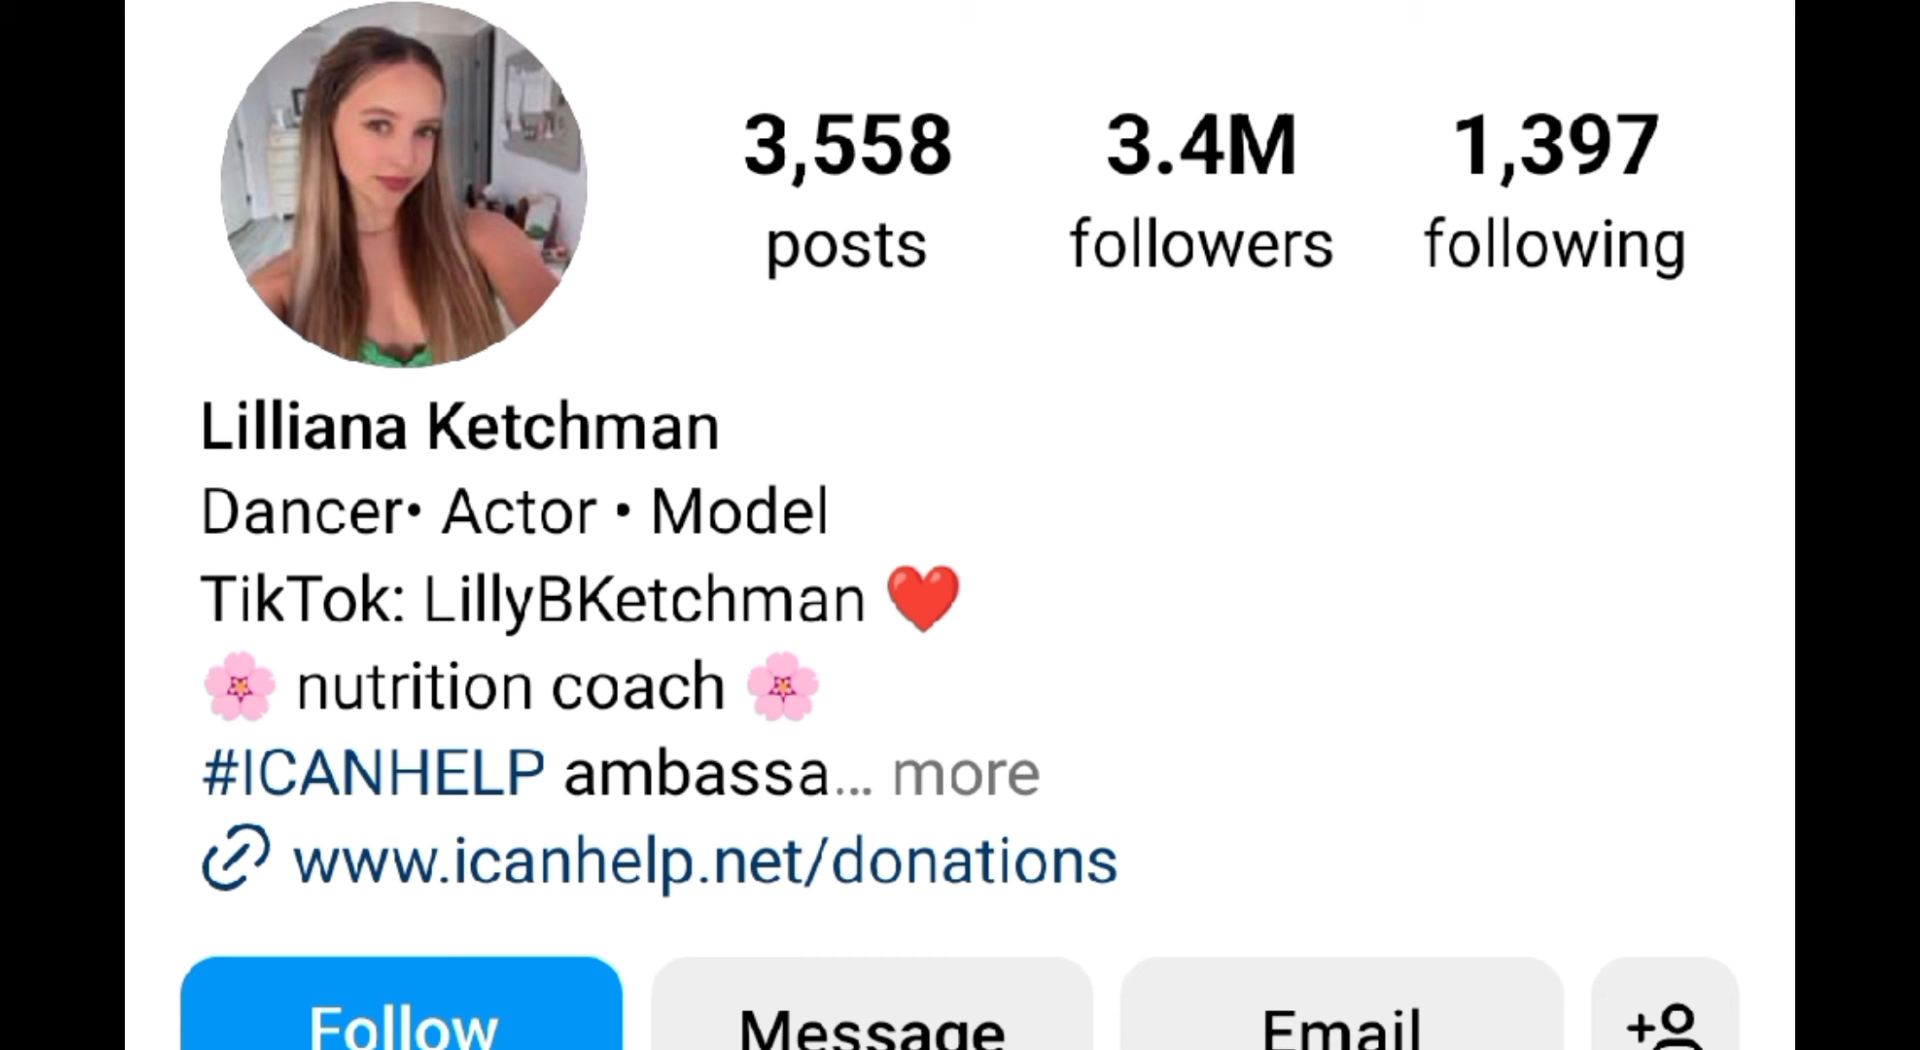 3,558 3.4M 1,397
posts followers following
Lilliana Ketchman
Dancer• Actor • Model
TikTok: LillyBKetchman ❤️
🌸 nutrition coach 🌸
#ICANHELP ambassa... more
www.icanhelp.net/donations
Follow Message Email